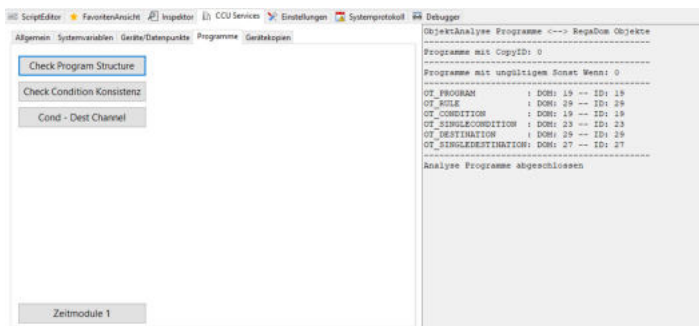 ScriptEditor FavoritenAnsicht Inspektor CCU Services Einstellungen Systemprotokoll Debugger
Allgemein Systemvariablen Geräte/Datenpunkte Programme Gerätekopien
Check Program Structure
Check Condition Konsistenz
Cond - Dest Channel
Zeitmodule 1
ObjektAnalyse Programme <--> RegaDom Objekte
--------------------------------------------------
Programme mit CopyID: 0
--------------------------------------------------
Programme mit ungültigem Sonst Wenn: 0
--------------------------------------------------
OT_PROGRAM : DOM: 19 -- ID: 19
OT_RULE : DOM: 29 -- ID: 29
OT_CONDITION : DOM: 19 -- ID: 19
OT_SINGLECONDITION : DOM: 23 -- ID: 23
OT_DESTINATION : DOM: 29 -- ID: 29
OT_SINGLEDESTINATION: DOM: 27 -- ID: 27
--------------------------------------------------
Analyse Programme abgeschlossen